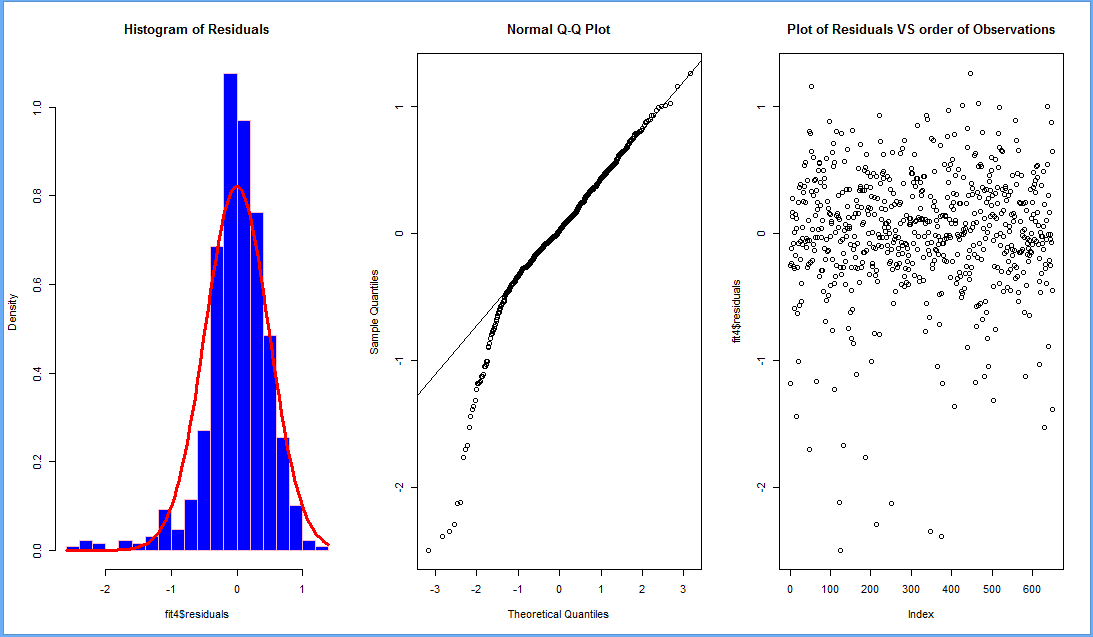 Histogram of Residuals
Density
0.0 0.2 0.4 0.6 0.8 1.0
-2 -1 0 1
fit4$residuals
Normal Q-Q Plot
Sample Quantiles
-2 -1 0 1
-3 -2 -1 0 1 2 3
Theoretical Quantiles
Plot of Residuals VS order of Observations
fit4$residuals
-2 -1 0 1
0 100 200 300 400 500 600
Index